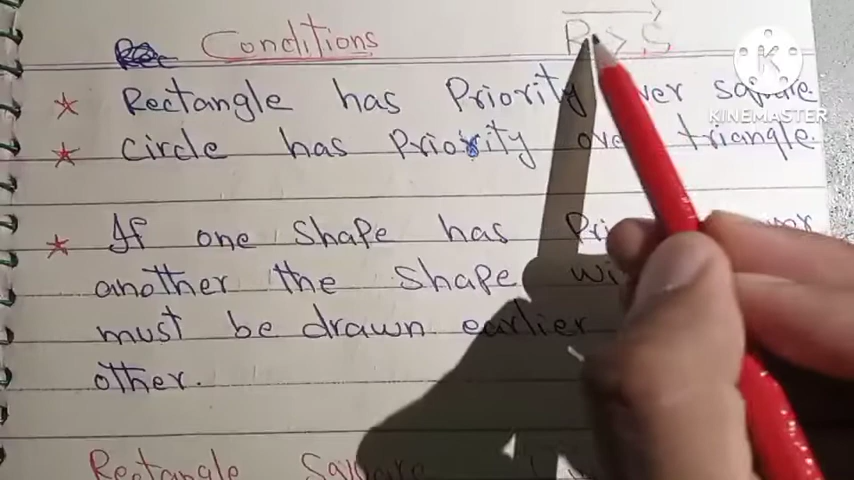 Conditions R > S
KINEMASTER
* Rectangle has Priority over square
* Circle has Priority over triangle.
* If one shape has
another the shape
must be drawn earlier
other.
Rectangle Square